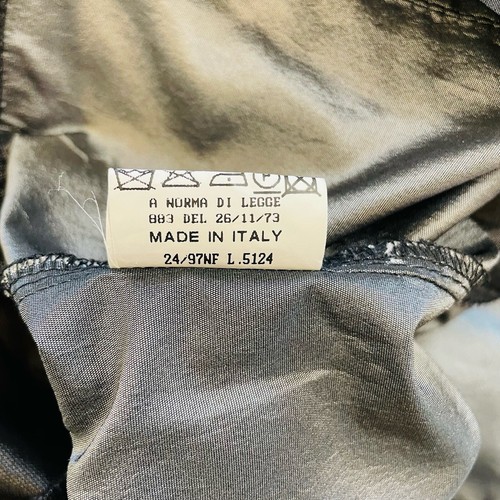 A NORMA DI LEGGE
883 DEL 26/11/73
MADE IN ITALY
24/97NF L.5124